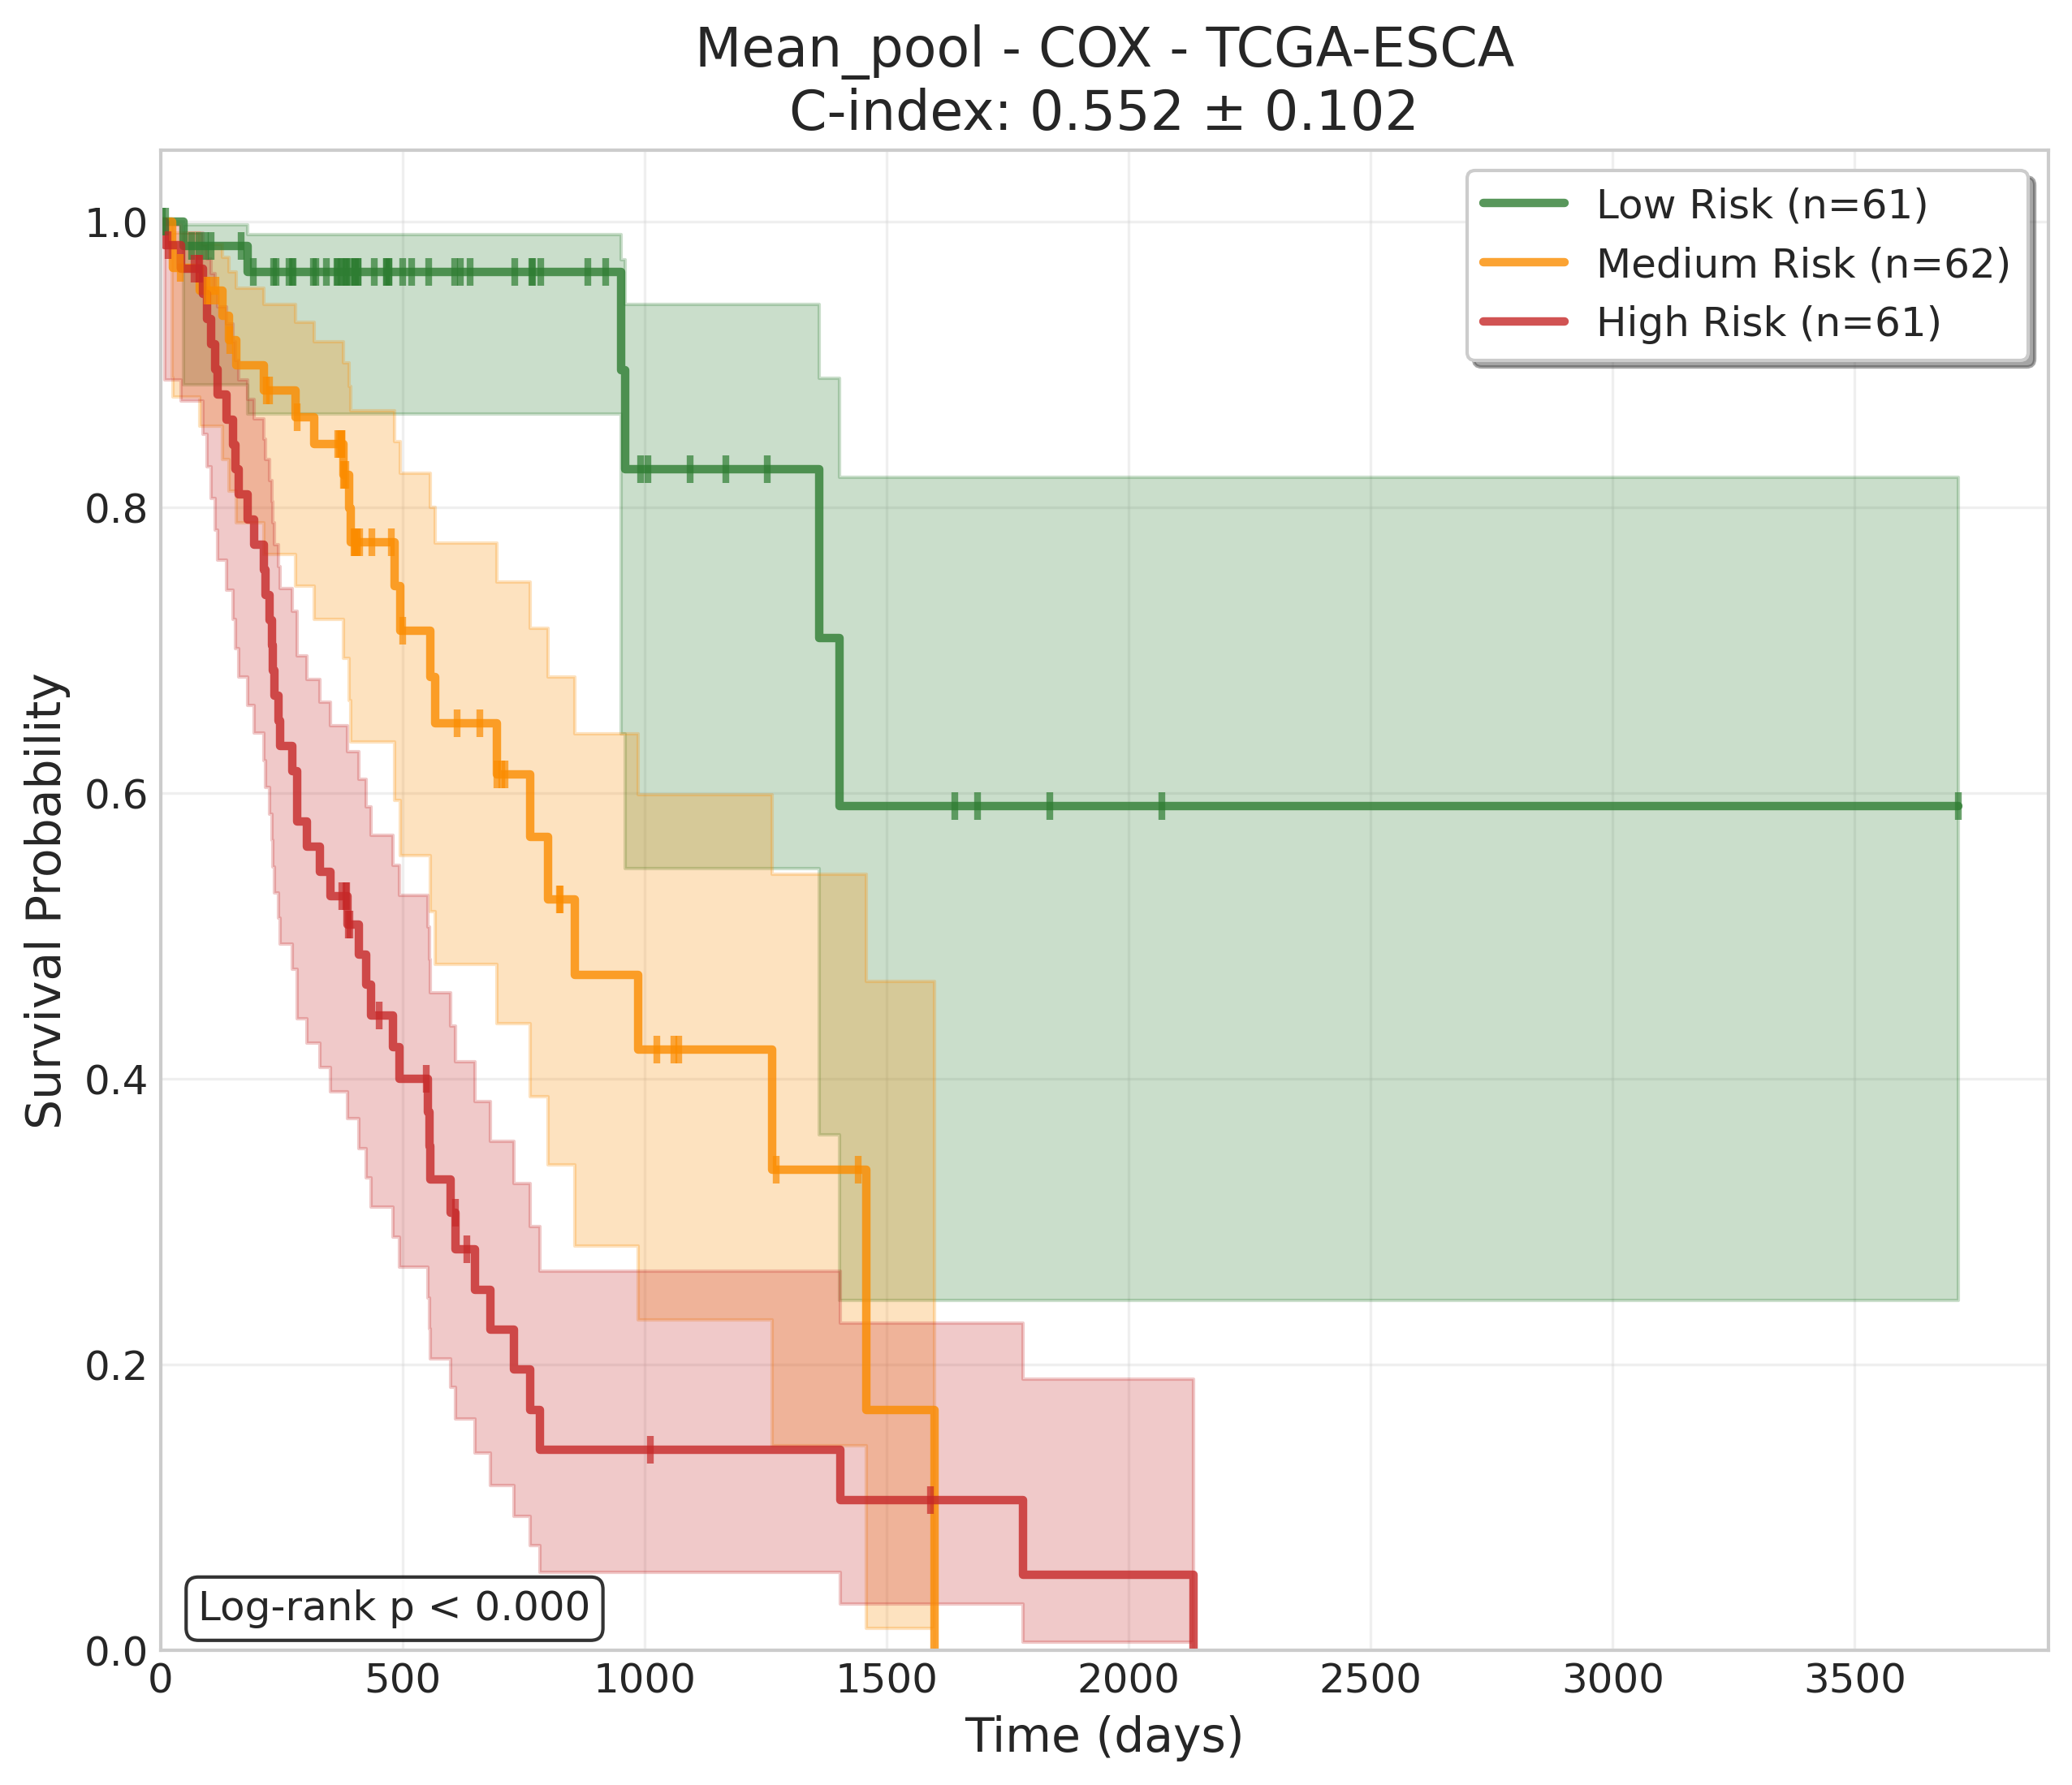 Mean_pool - COX - TCGA-ESCA
C-index: 0.552 ± 0.102
Low Risk (n=61)
Medium Risk (n=62)
High Risk (n=61)
Survival Probability
1.0
0.8
0.6
0.4
0.2
0.0
Log-rank p < 0.000
0 500 1000 1500 2000 2500 3000 3500
Time (days)